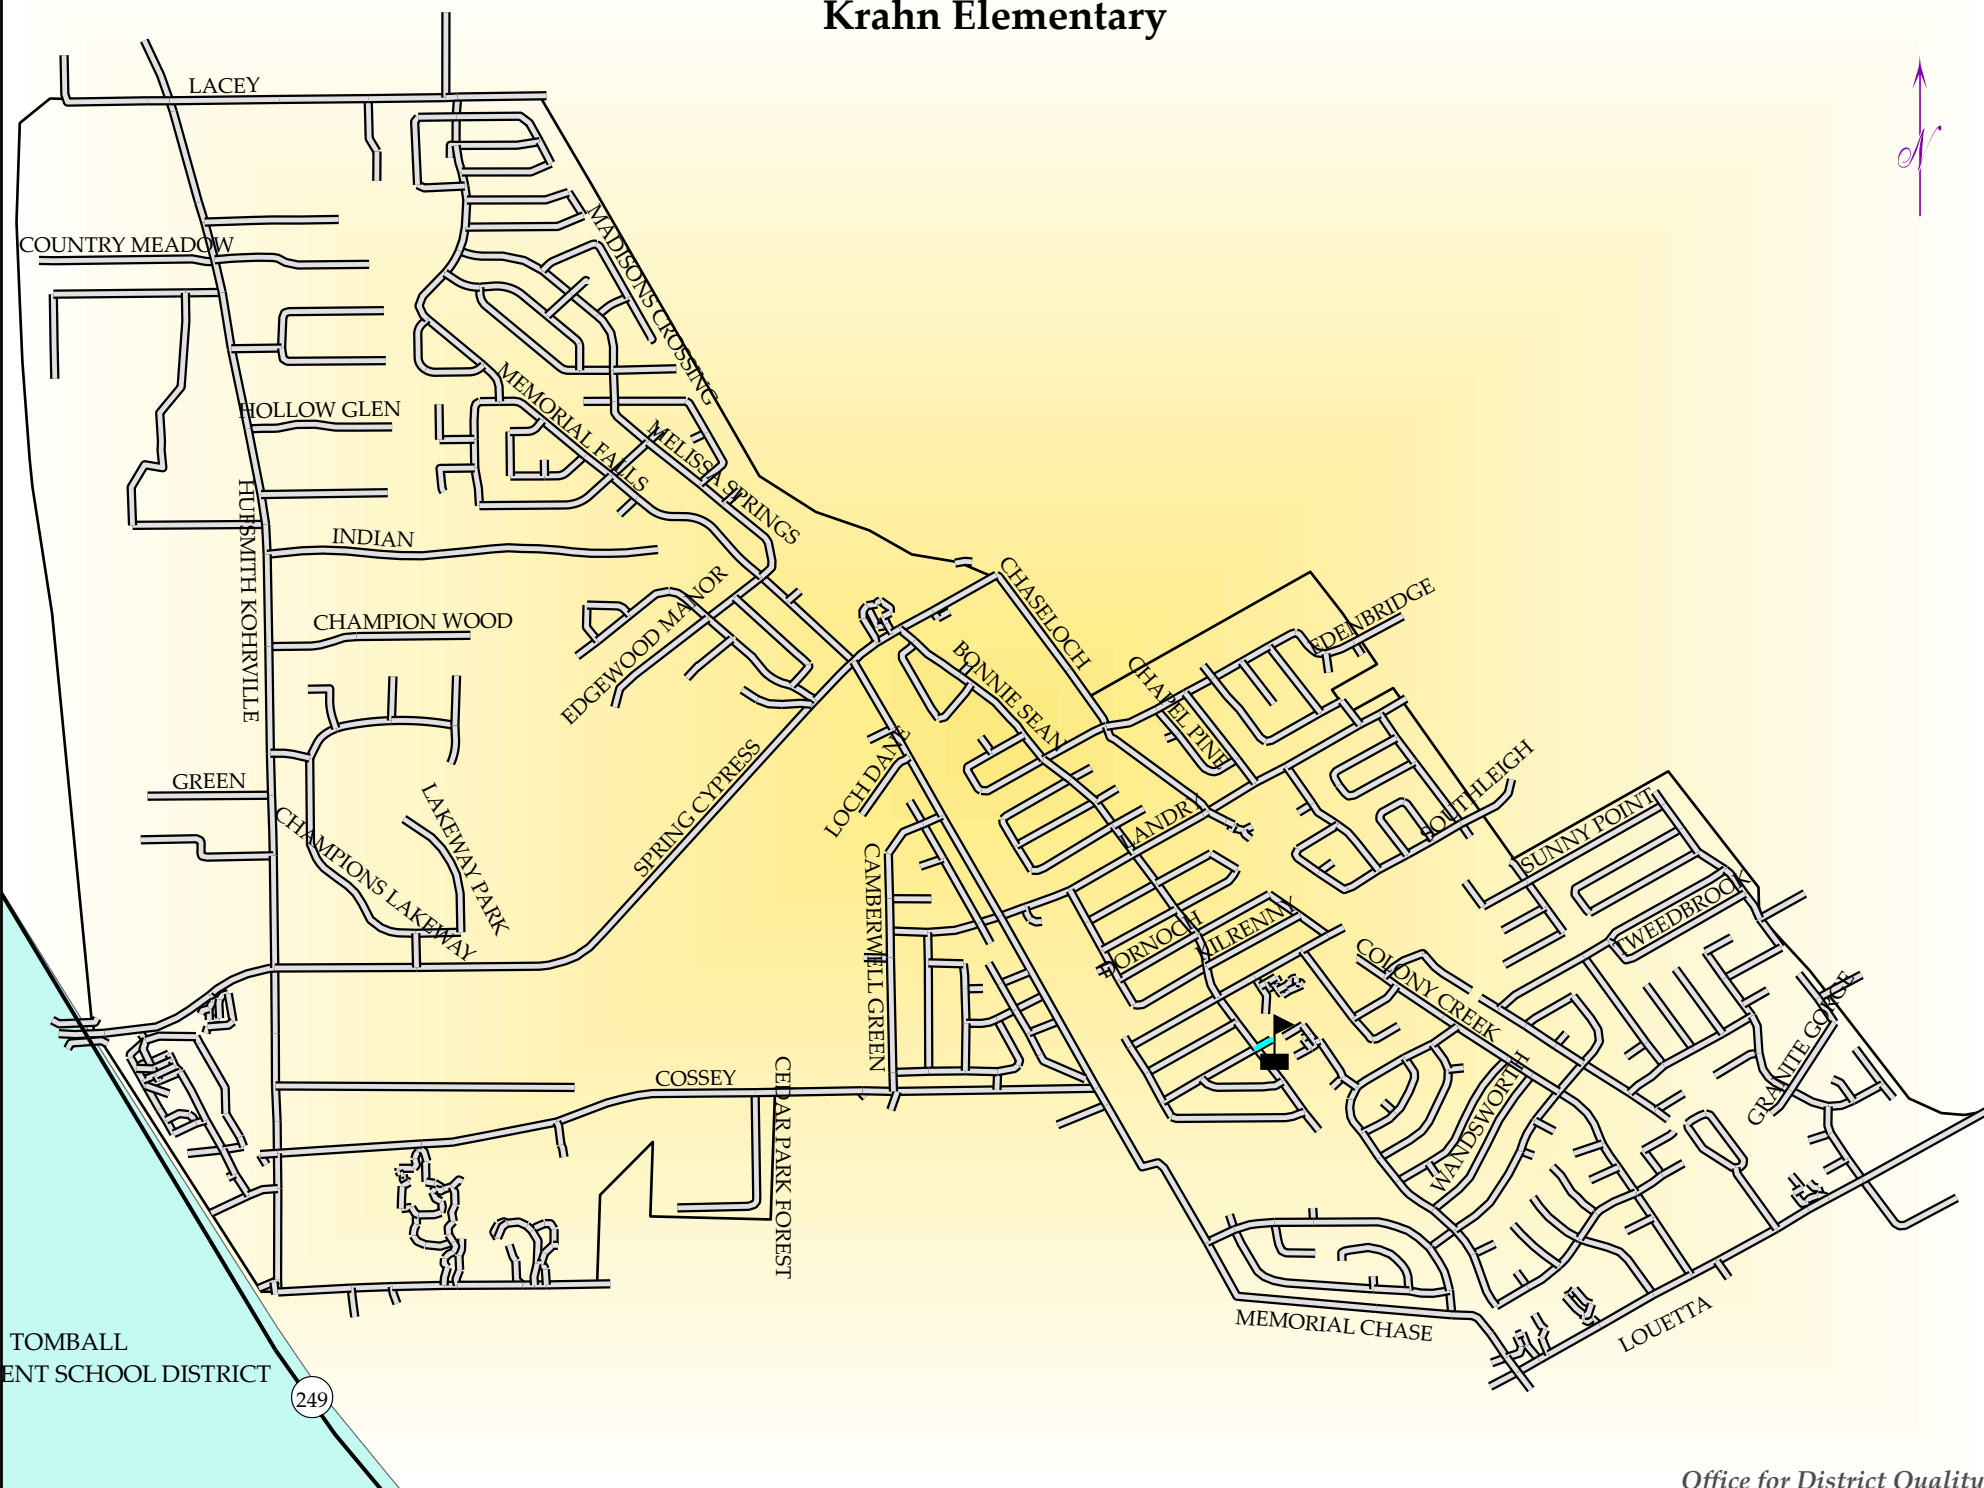 Krahn Elementary
LACEY
N
COUNTRY MEADOW
MADISONS CROSSING
MEMORIAL FALLS
HOLLOW GLEN
MELISSA SPRINGS
HUFSMITH KOHRVILLE
INDIAN
CHASELOCH
EDGEWOOD MANOR
EDENBRIDGE
CHAMPION WOOD
BONNIE SEAN
CHAPEL PINE
LOCH DANE
SPRING CYPRESS
SOUTHLEIGH
GREEN
LAKEWAY PARK
CHAMPIONS LAKEWAY
LANDRY
SUNNY POINT
CAMBERWELL GREEN
TWEEDBROOK
DORNOCH
KILRENNY
COLONY CREEK
GRANITE GORGE
WANDSWORTH
COSSEY
CEDAR PARK FOREST
MEMORIAL CHASE
LOUETTA
TOMBALL
ENT SCHOOL DISTRICT
249
Office for District Quality